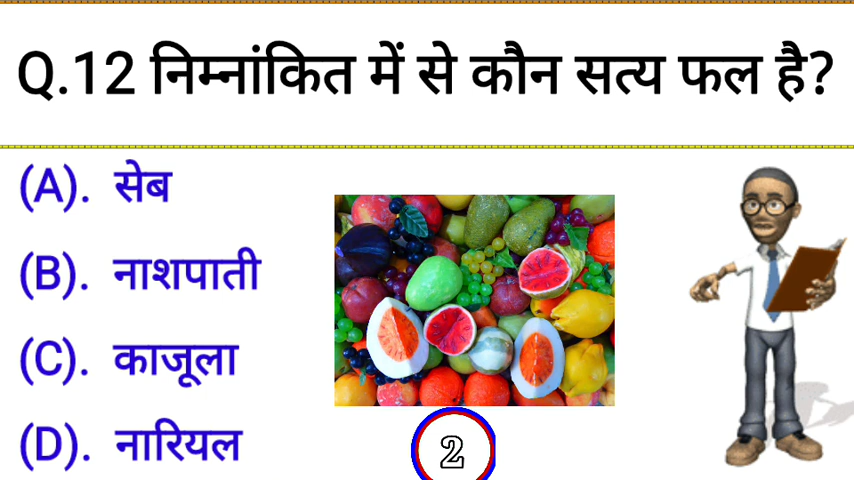 Q.12 निम्नांकित में से कौन सत्य फल है?
(A). सेब
(B). नाशपाती
(C). काजूला
(D). नारियल
2